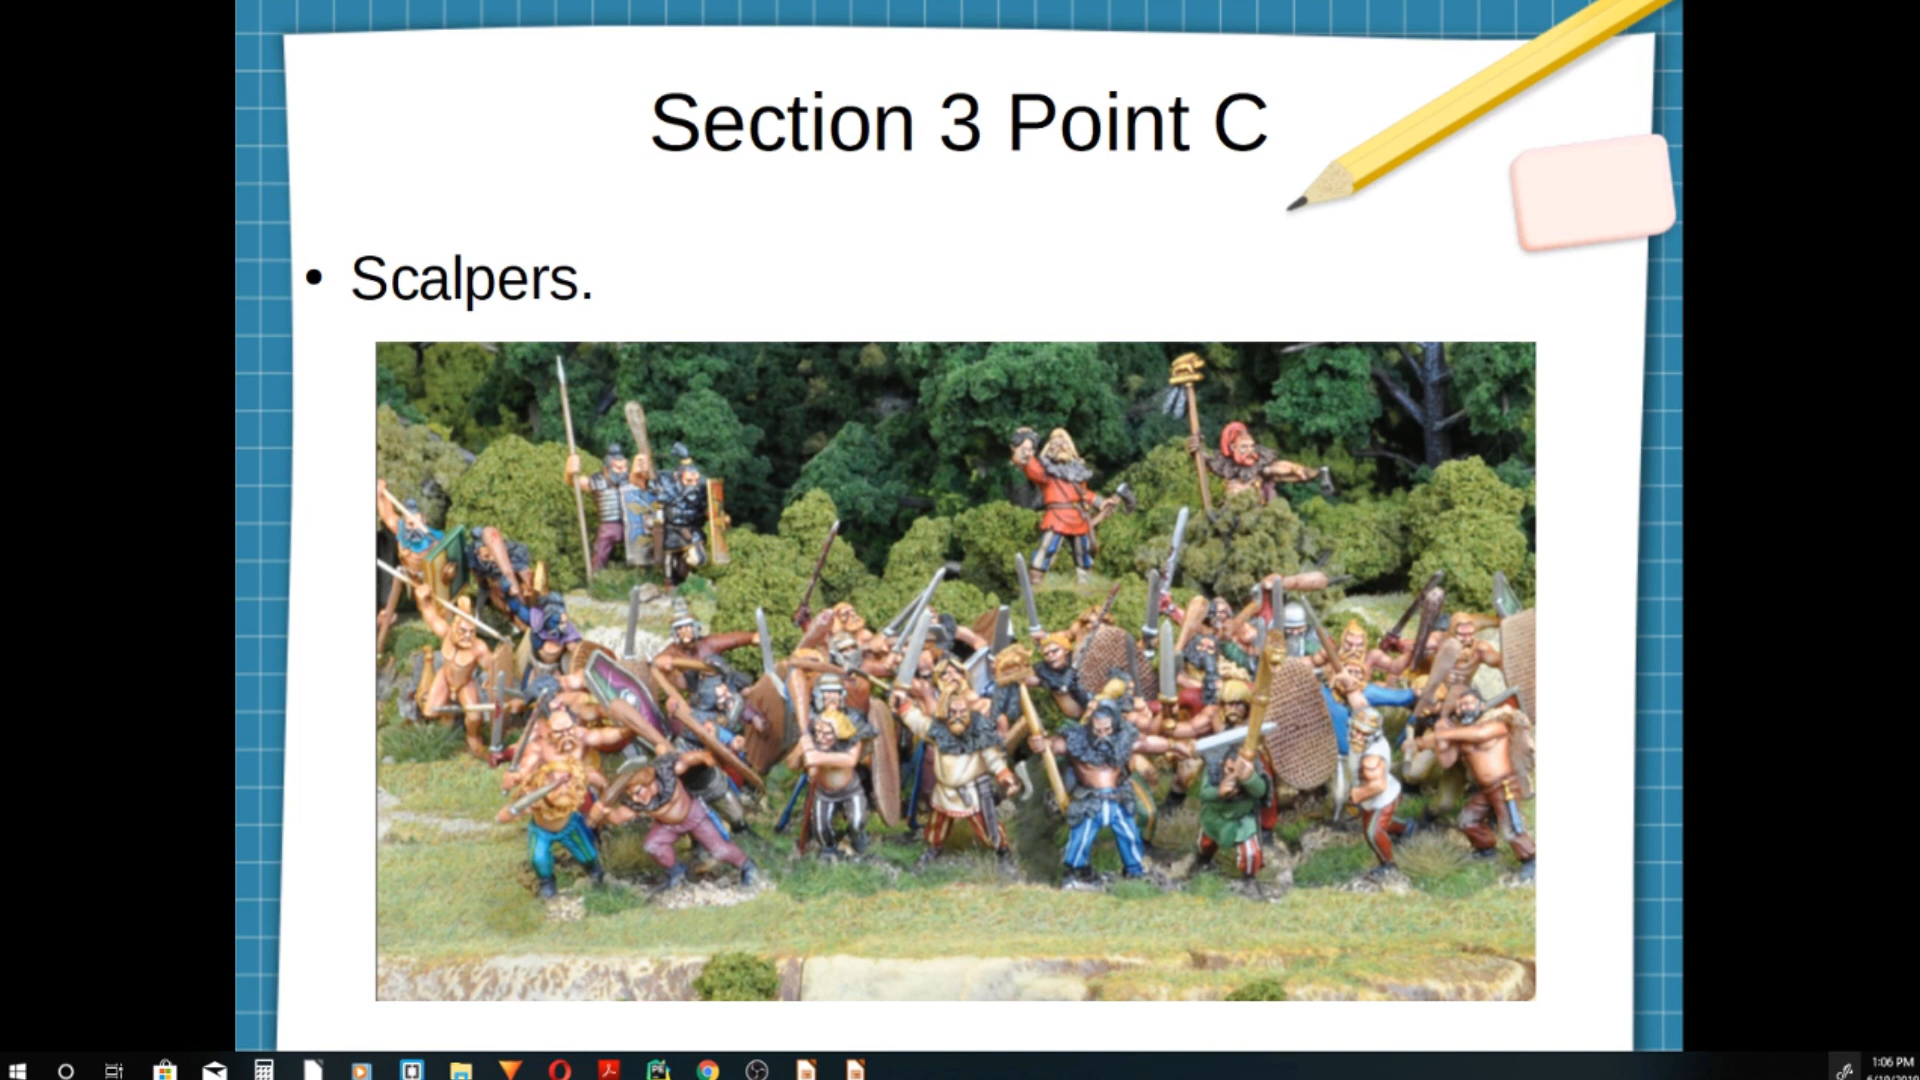 Section 3 Point C
• Scalpers.
1:06 PM